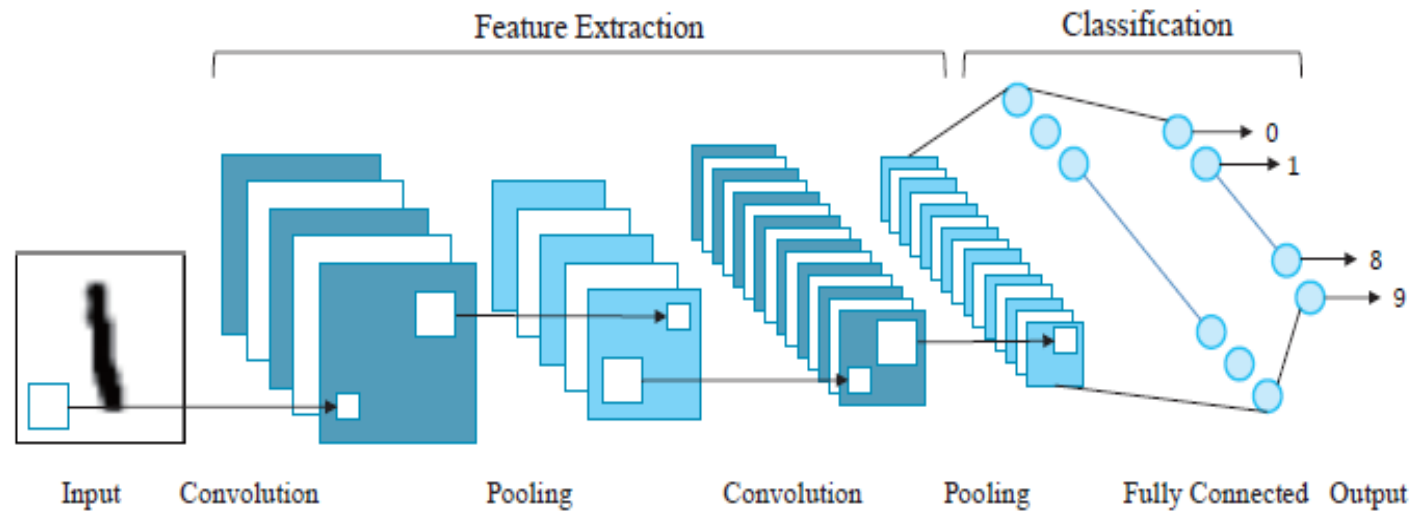 Feature Extraction
Classification
0
1
8
9
Input
Convolution
Pooling
Convolution
Pooling
Fully Connected
Output